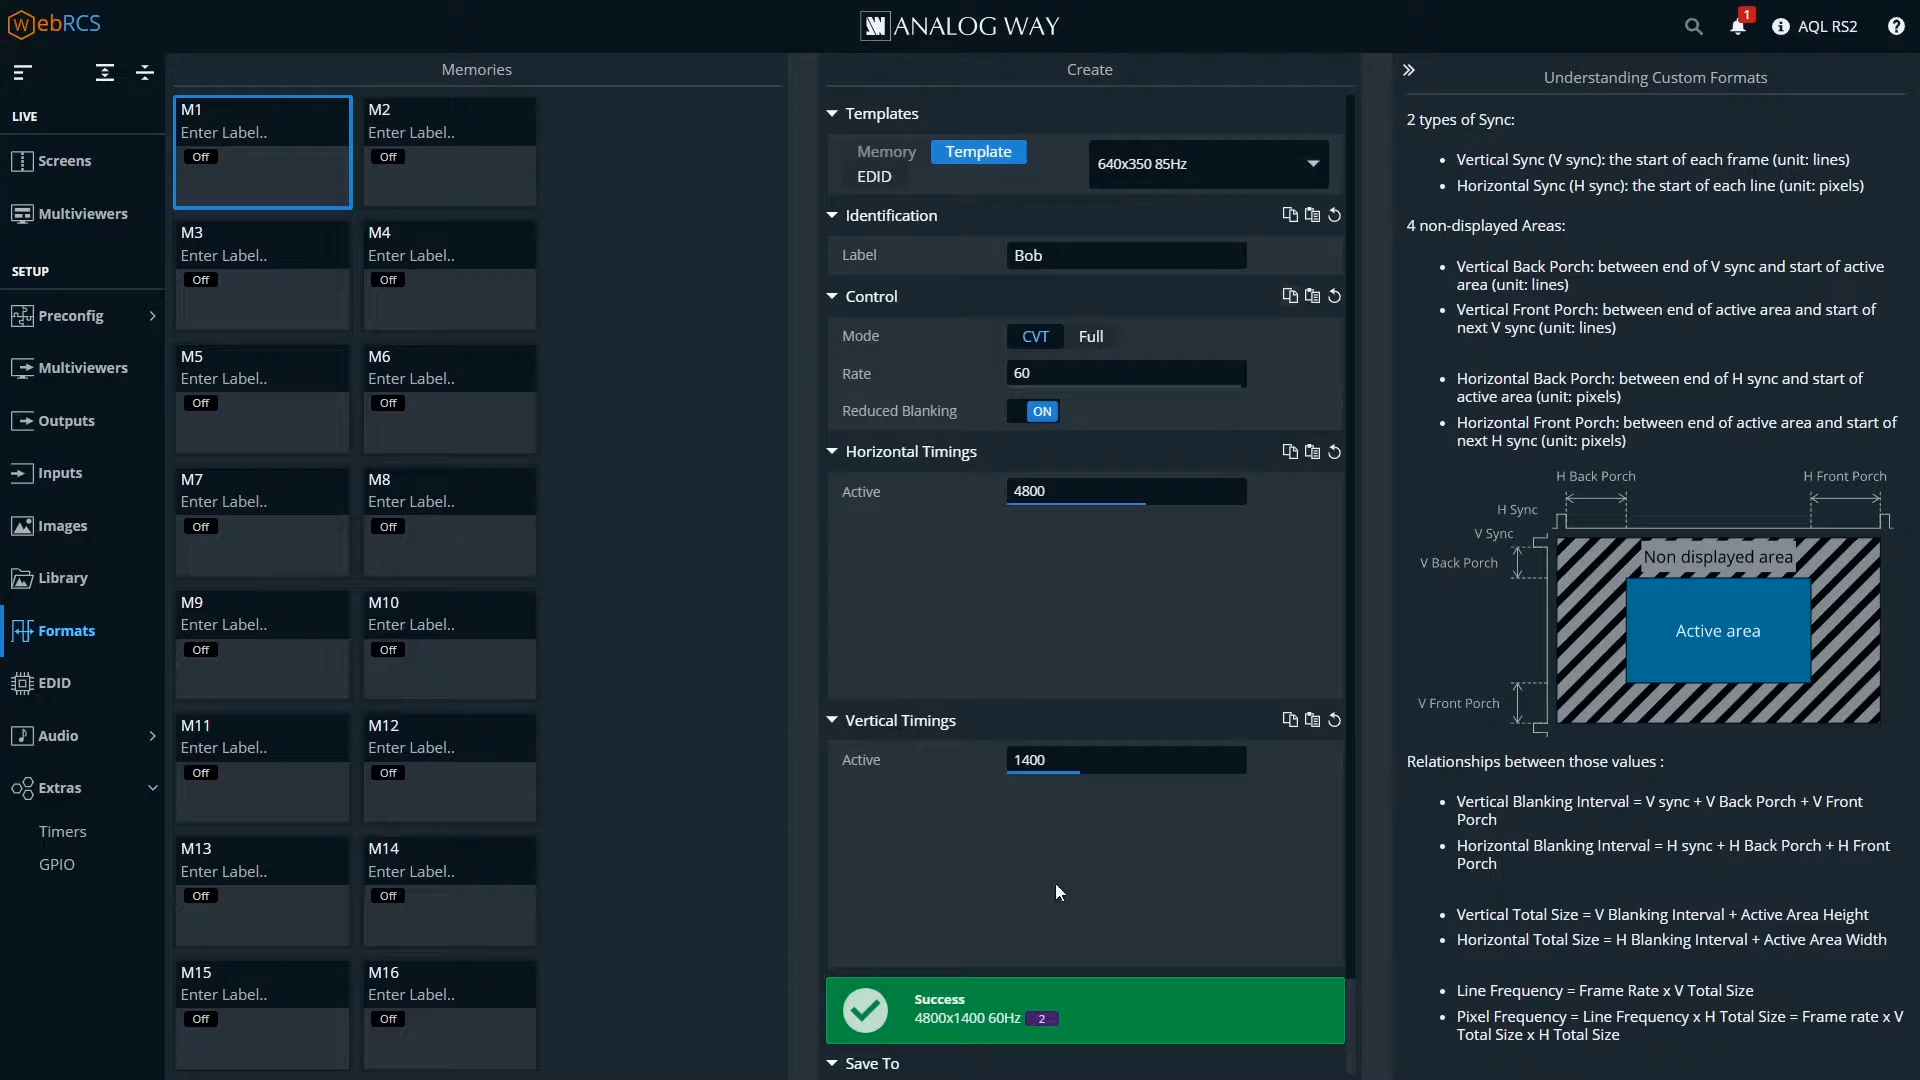 WebRCS
ANALOG WAY
1
AQL RS2
LIVE
Screens
Multiviewers
SETUP
Preconfig
Multiviewers
Outputs
Inputs
Images
Library
Formats
EDID
Audio
Extras
Timers
GPIO
Memories
M1
Enter Label..
Off
M2
Enter Label..
Off
M3
Enter Label..
Off
M4
Enter Label..
Off
M5
Enter Label..
Off
M6
Enter Label..
Off
M7
Enter Label..
Off
M8
Enter Label..
Off
M9
Enter Label..
Off
M10
Enter Label..
Off
M11
Enter Label..
Off
M12
Enter Label..
Off
M13
Enter Label..
Off
M14
Enter Label..
Off
M15
Enter Label..
Off
M16
Enter Label..
Off
Create
Templates
Memory Template
EDID
640x350 85Hz
Identification
Label Bob
Control
Mode CVT Full
Rate 60
Reduced Blanking ON
Horizontal Timings
Active 4800
Vertical Timings
Active 1400
Success
4800x1400 60Hz 2
Save To
Understanding Custom Formats
2 types of Sync:
• Vertical Sync (V sync): the start of each frame (unit: lines)
• Horizontal Sync (H sync): the start of each line (unit: pixels)
4 non-displayed Areas:
• Vertical Back Porch: between end of V sync and start of active
area (unit: lines)
• Vertical Front Porch: between end of active area and start of
next V sync (unit: lines)
• Horizontal Back Porch: between end of H sync and start of
active area (unit: pixels)
• Horizontal Front Porch: between end of active area and start of
next H sync (unit: pixels)
H Back Porch
H Front Porch
H Sync
V Sync
V Back Porch
Non displayed area
Active area
V Front Porch
Relationships between those values :
• Vertical Blanking Interval = V sync + V Back Porch + V Front
Porch
• Horizontal Blanking Interval = H sync + H Back Porch + H Front
Porch
• Vertical Total Size = V Blanking Interval + Active Area Height
• Horizontal Total Size = H Blanking Interval + Active Area Width
• Line Frequency = Frame Rate x V Total Size
• Pixel Frequency = Line Frequency x H Total Size = Frame rate x V
Total Size x H Total Size